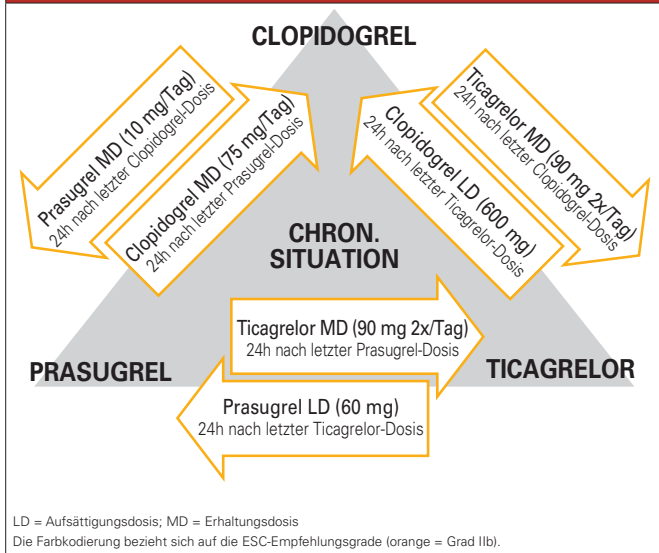 CLOPIDOGREL
Prasugrel MD (10 mg/Tag)
24h nach letzter Clopidogrel-Dosis
Clopidogrel MD (75 mg/Tag)
24h nach letzter Prasugrel-Dosis
Clopidogrel LD (600 mg)
24h nach letzter Ticagrelor-Dosis
Ticagrelor MD (90 mg 2x/Tag)
24h nach letzter Clopidogrel-Dosis
CHRON.
SITUATION
Ticagrelor MD (90 mg 2x/Tag)
24h nach letzter Prasugrel-Dosis
PRASUGREL
TICAGRELOR
Prasugrel LD (60 mg)
24h nach letzter Ticagrelor-Dosis
LD = Aufsättigungsdosis; MD = Erhaltungsdosis
Die Farbkodierung bezieht sich auf die ESC-Empfehlungsgrade (orange = Grad IIb).